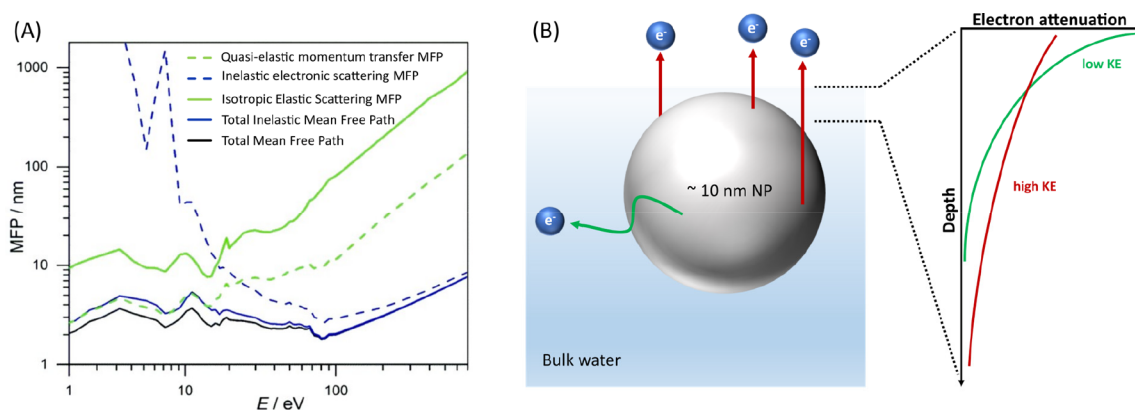 (A)
MFP / nm
1000
100
10
1
Quasi-elastic momentum transfer MFP
Inelastic electronic scattering MFP
Isotropic Elastic Scattering MFP
Total Inelastic Mean Free Path
Total Mean Free Path
1
10
100
E / eV
(B)
e-
e-
e-
e-
~ 10 nm NP
Bulk water
Electron attenuation
low KE
high KE
Depth